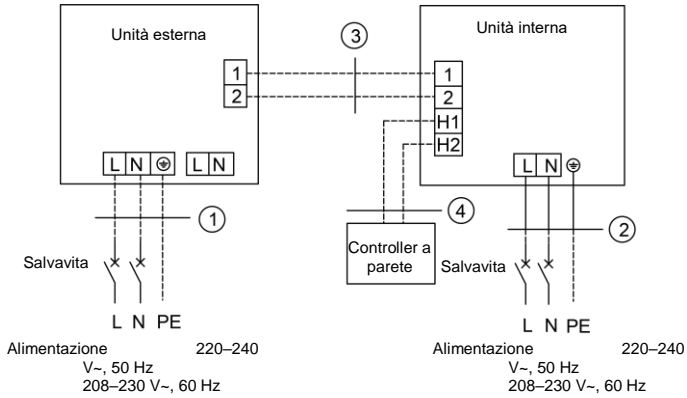 Unità esterna
Unità interna
3
1
2
1
2
H1
H2
L N
L N
L N
1
4
2
Salvavita
Controller a
parete
Salvavita
L N PE
L N PE
Alimentazione 220–240
V~, 50 Hz
208–230 V~, 60 Hz
Alimentazione 220–240
V~, 50 Hz
208–230 V~, 60 Hz